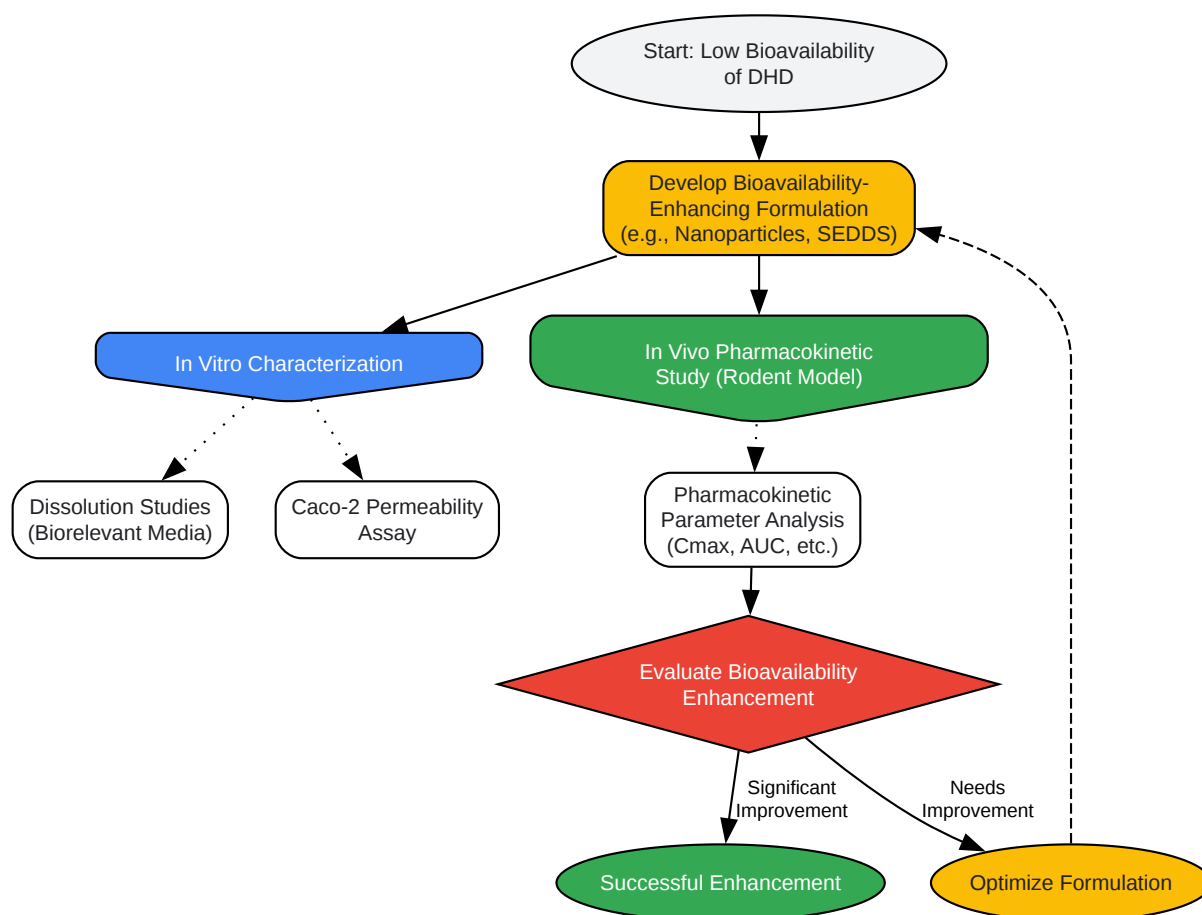 Start: Low Bioavailability
of DHD
Develop Bioavailability-
Enhancing Formulation
(e.g., Nanoparticles, SEDDS)
In Vitro Characterization
In Vivo Pharmacokinetic
Study (Rodent Model)
Dissolution Studies
(Biorelevant Media)
Caco-2 Permeability
Assay
Pharmacokinetic
Parameter Analysis
(Cmax, AUC, etc.)
Evaluate Bioavailability
Enhancement
Significant
Improvement
Needs
Improvement
Successful Enhancement
Optimize Formulation